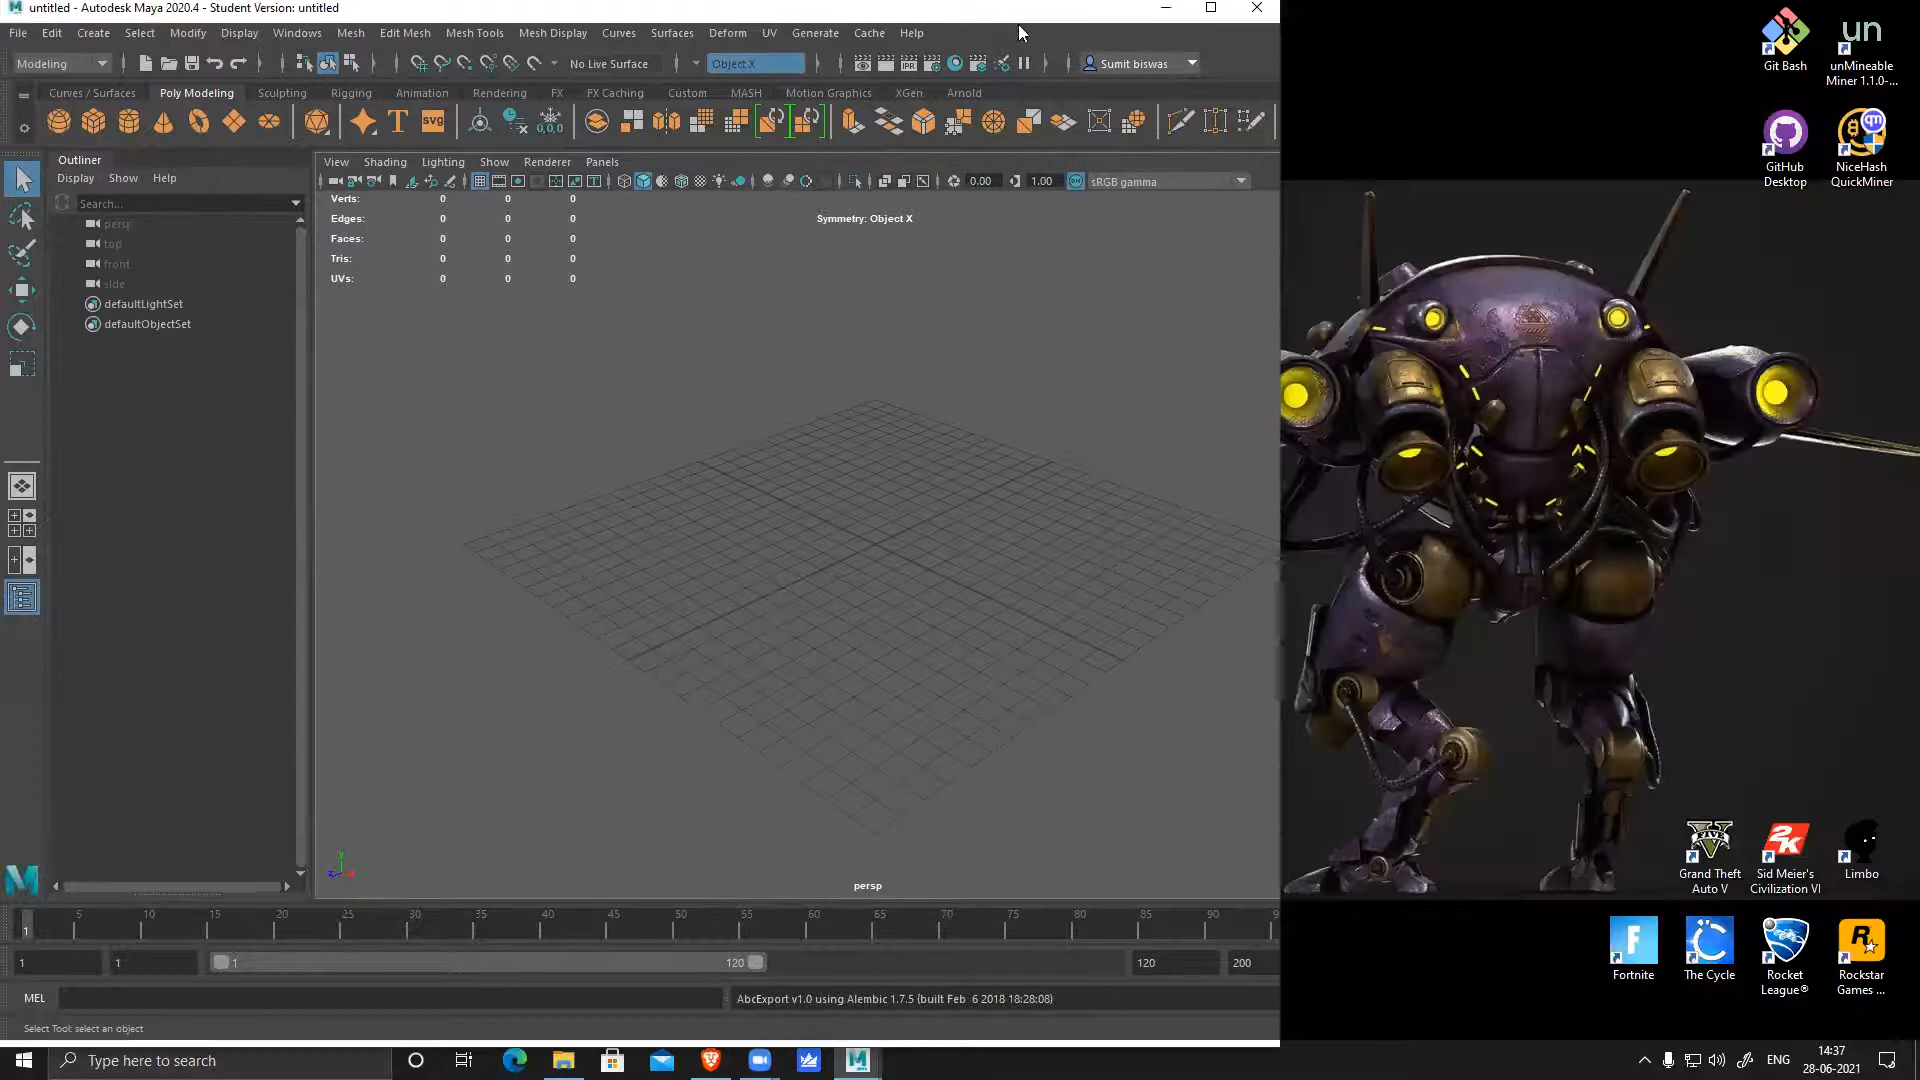 untitled - Autodesk Maya 2020.4 - Student Version: untitled
File Edit Create Select Modify Display Windows Mesh Edit Mesh Mesh Tools Mesh Display Curves Surfaces Deform UV Generate Cache Help
Modeling No Live Surface Object X Sumit biswas
Curves / Surfaces Poly Modeling Sculpting Rigging Animation Rendering FX FX Caching Custom MASH Motion Graphics XGen Arnold
T SVG 0,0,0
Outliner
View Shading Lighting Show Renderer Panels
Display Show Help
0.00 1.00 sRGB gamma
Search...
Verts: 0 0 0
Edges: 0 0 0
Faces: 0 0 0
Tris: 0 0 0
UVs: 0 0 0
Symmetry: Object X
persp
top
front
side
defaultLightSet
defaultObjectSet
persp
1 5 10 15 20 25 30 35 40 45 50 55 60 65 70 75 80 85 90
1 1 1 120 120 200
MEL
AbcExport v1.0 using Alembic 1.7.5 (built Feb 6 2018 18:28:08)
Select Tool: select an object
un
Git Bash
unMineable
Miner 1.1.0-...
GitHub
Desktop
NiceHash
QuickMiner
Grand Theft
Auto V
Sid Meier's
Civilization VI
Limbo
Fortnite
The Cycle
Rocket
League®
Rockstar
Games ...
Type here to search
ENG
14:37
28-06-2021